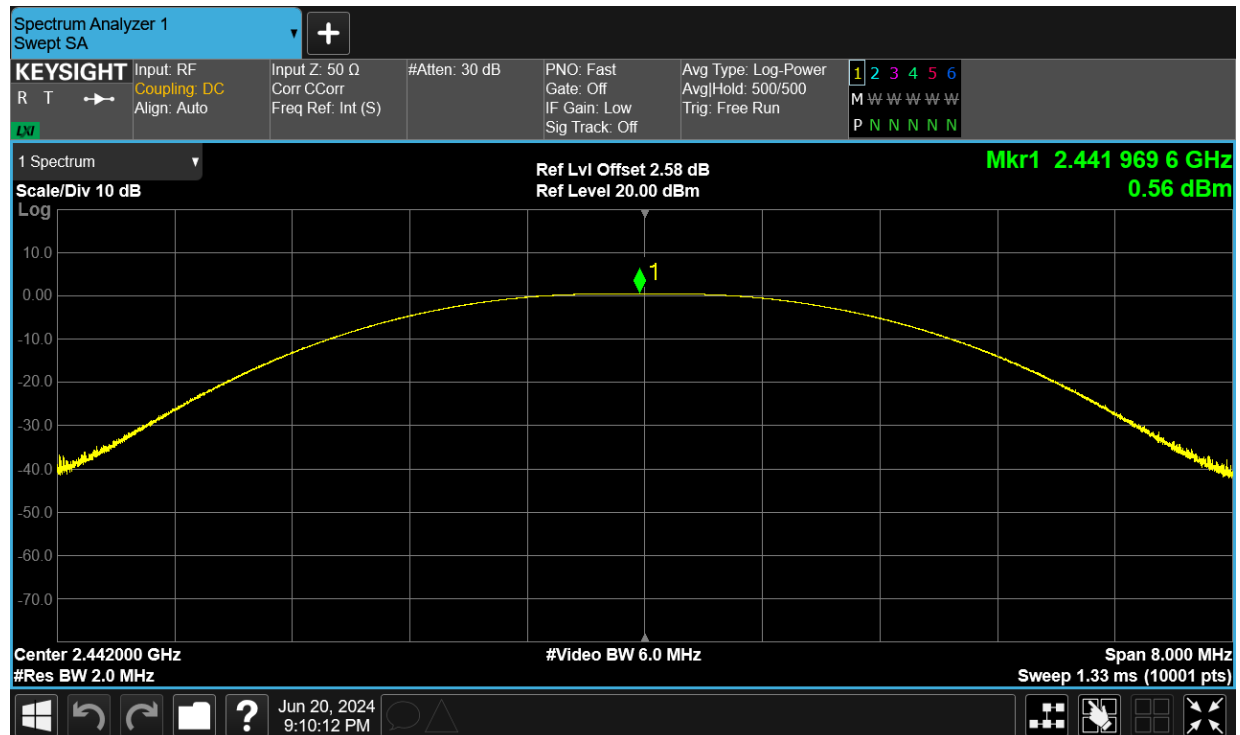 Spectrum Analyzer 1
Swept SA
KEYSIGHT
R T
LXI
Input: RF
Coupling: DC
Align: Auto
Input Z: 50 Ω
Corr CCorr
Freq Ref: Int (S)
#Atten: 30 dB
PNO: Fast
Gate: Off
IF Gain: Low
Sig Track: Off
Avg Type: Log-Power
Avg|Hold: 500/500
Trig: Free Run
1 2 3 4 5 6
M W W W W W
P N N N N N
1 Spectrum
Scale/Div 10 dB
Log
Ref Lvl Offset 2.58 dB
Ref Level 20.00 dBm
Mkr1 2.441 969 6 GHz
0.56 dBm
1
10.0
0.00
-10.0
-20.0
-30.0
-40.0
-50.0
-60.0
-70.0
Center 2.442000 GHz
#Res BW 2.0 MHz
#Video BW 6.0 MHz
Span 8.000 MHz
Sweep 1.33 ms (10001 pts)
?
Jun 20, 2024
9:10:12 PM